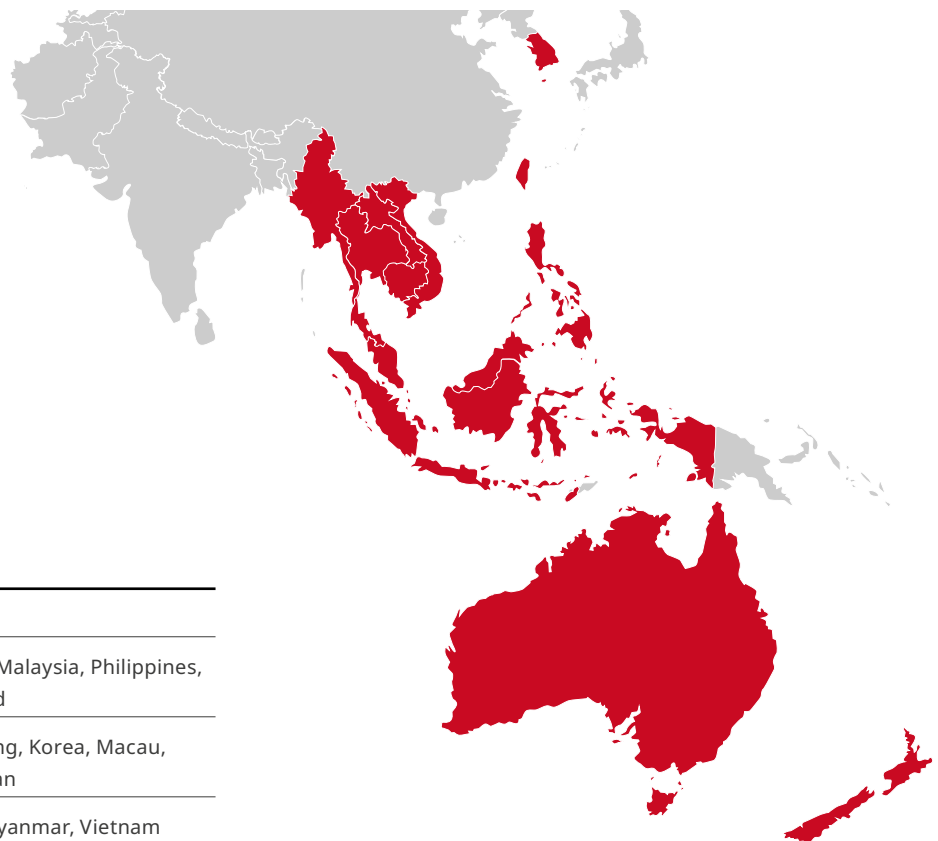 Malaysia, Philippines,
d
ng, Korea, Macau,
an
yanmar, Vietnam